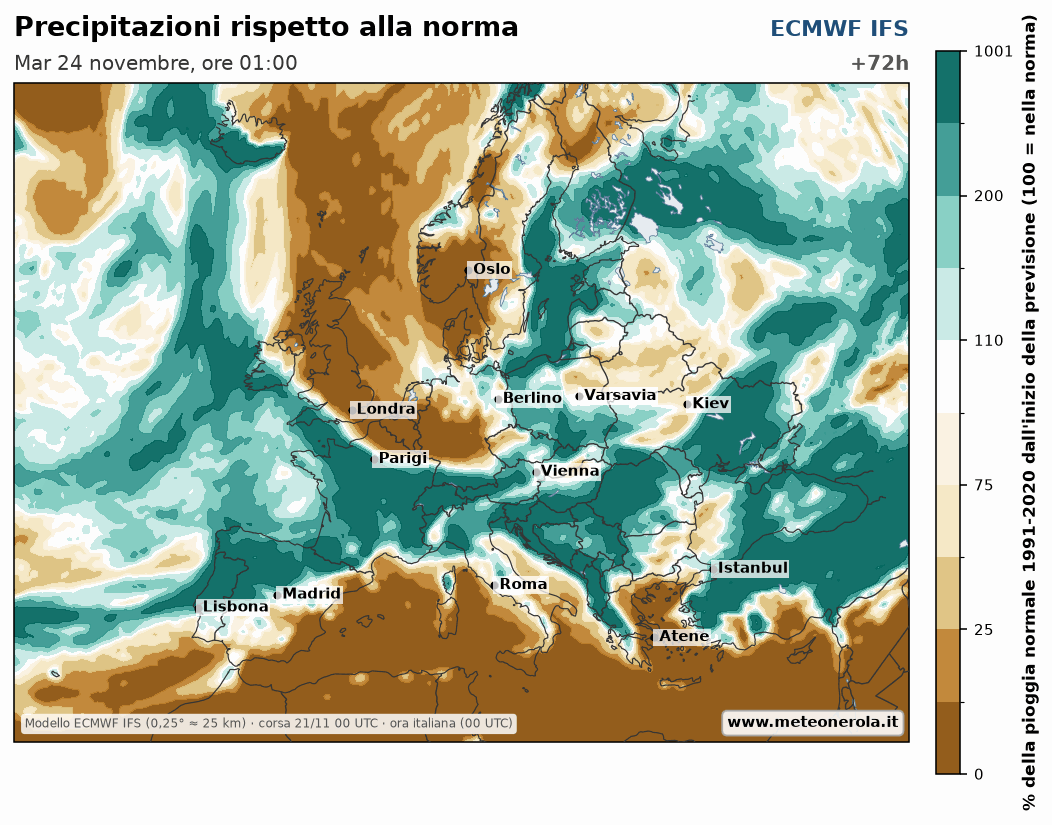 Precipitazioni rispetto alla norma
ECMWF IFS
Mar 24 novembre, ore 01:00
+72h
Oslo
Londra
Berlino
Varsavia
Kiev
Parigi
Vienna
Istanbul
Roma
Madrid
Lisbona
Atene
Modello ECMWF IFS (0,25° ≈ 25 km) · corsa 21/11 00 UTC · ora italiana (00 UTC)
www.meteonerola.it
1001
200
110
75
25
0
% della pioggia normale 1991-2020 dall'inizio della previsione (100 = nella norma)